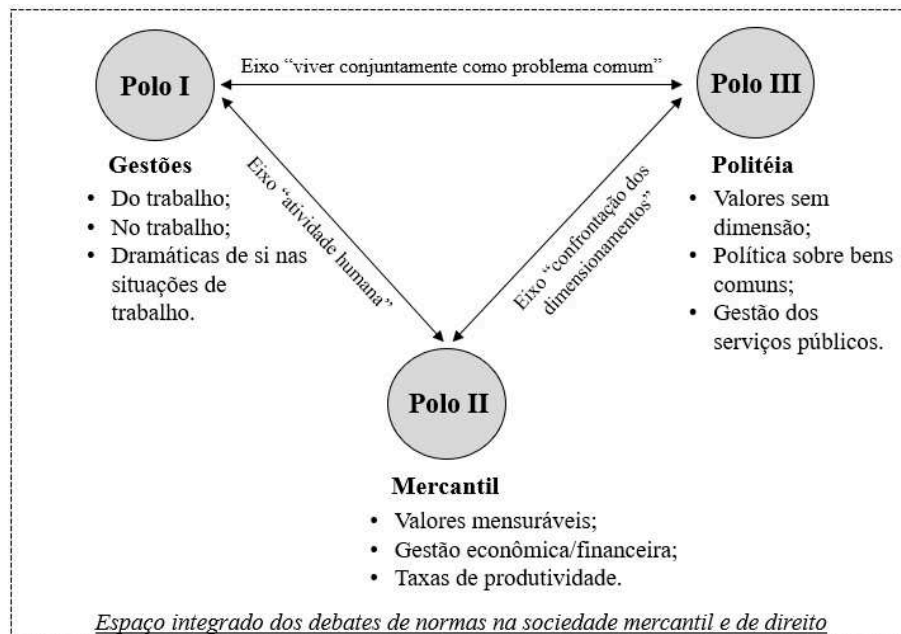 Eixo “viver conjuntamente como problema comum”
Polo I
Polo III
Gestões
• Do trabalho;
• No trabalho;
• Dramáticas de si nas
situações de
trabalho.
Eixo “atividade humana”
Eixo “confrontação dos
dimensionamentos”
Politéia
• Valores sem
dimensão;
• Política sobre bens
comuns;
• Gestão dos
serviços públicos.
Polo II
Mercantil
• Valores mensuráveis;
• Gestão econômica/financeira;
• Taxas de produtividade.
Espaço integrado dos debates de normas na sociedade mercantil e de direito